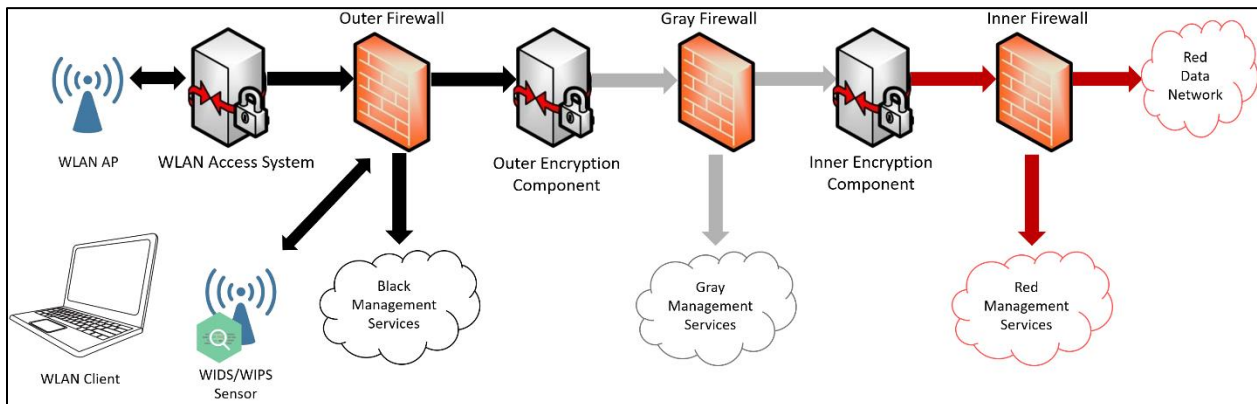 Outer Firewall
Gray Firewall
Inner Firewall
Red
Data
Network
WLAN AP
WLAN Access System
Outer Encryption
Component
Inner Encryption
Component
Black
Management
Services
Gray
Management
Services
Red
Management
Services
WLAN Client
WIDS/WIPS
Sensor